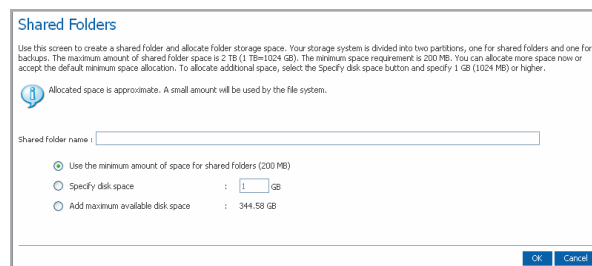 Shared Folders
Use this screen to create a shared folder and allocate folder storage space. Your storage system is divided into two partitions, one for shared folders and one for
backups. The maximum amount of shared folder space is 2 TB (1 TB=1024 GB). The minimum space requirement is 200 MB. You can allocate more space now or
accept the default minimum space allocation. To allocate additional space, select the Specify disk space button and specify 1 GB (1024 MB) or higher.
Allocated space is approximate. A small amount will be used by the file system.
Shared folder name :
Use the minimum amount of space for shared folders (200 MB)
Specify disk space : 1 GB
Add maximum available disk space : 344.58 GB
OK Cancel